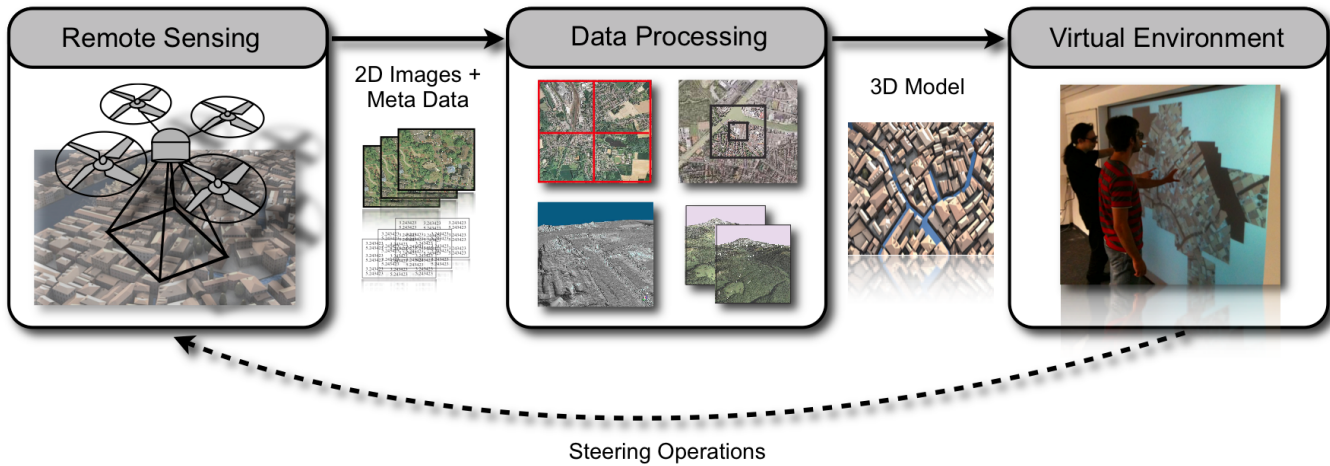 Remote Sensing
2D Images +
Meta Data
Data Processing
3D Model
Virtual Environment
Steering Operations